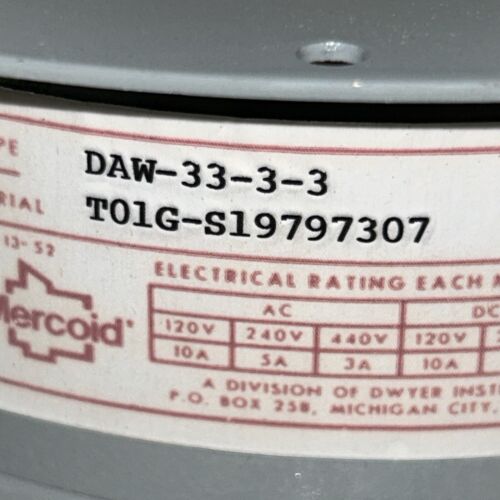 PE DAW-33-3-3
RIAL T01G-S19797307
13-52
Mercoid®
ELECTRICAL RATING EACH
AC DC
120V 240V 440V 120V
10A 5A 3A 10A
A DIVISION OF DWYER INST
P.O. BOX 258, MICHIGAN CITY,